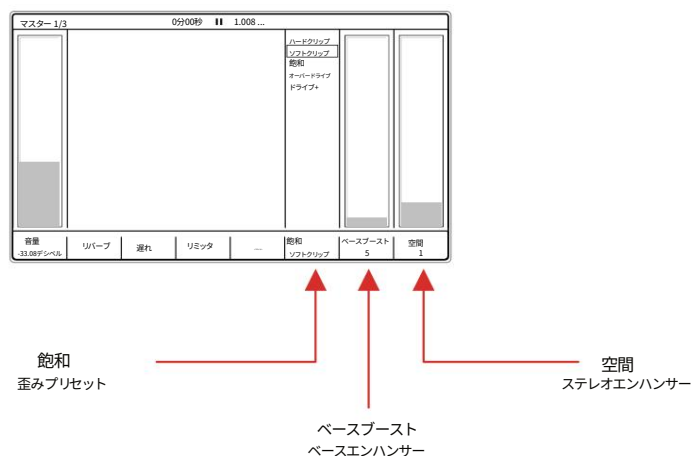 マスター 1/3
0分00秒
1.008 ...
ハードクリップ
ソフトクリップ
飽和
オーバードライブ
ドライブ+
音量
-33.08デシベル
リバーブ
遅れ
リミッタ
...
飽和
ソフトクリップ
ベースブースト
5
空間
1
飽和
歪みプリセット
空間
ステレオエンハンサー
ベースブースト
ベースエンハンサー